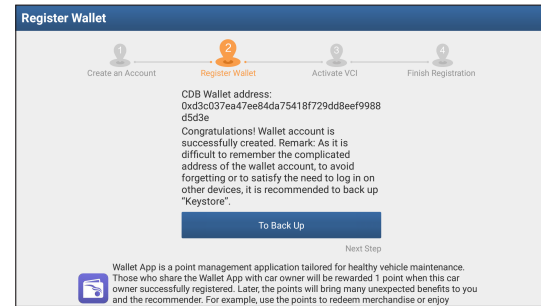 Register Wallet
1
2
3
4
Create an Account
Register Wallet
Activate VCI
Finish Registration
CDB Wallet address:
0xd3c037ea47ee84da75418f729dd8eef9988
d5d3e
Congratulations! Wallet account is
successfully created. Remark: As it is
difficult to remember the complicated
address of the wallet account, to avoid
forgetting or to satisfy the need to log in on
other devices, it is recommended to back up
“Keystore”.
To Back Up
Next Step
Wallet App is a point management application tailored for healthy vehicle maintenance.
Those who share the Wallet App with car owner will be rewarded 1 point when this car
owner successfully registered. Later, the points will bring many unexpected benefits to you
and the recommender. For example, use the points to redeem merchandise or enjoy